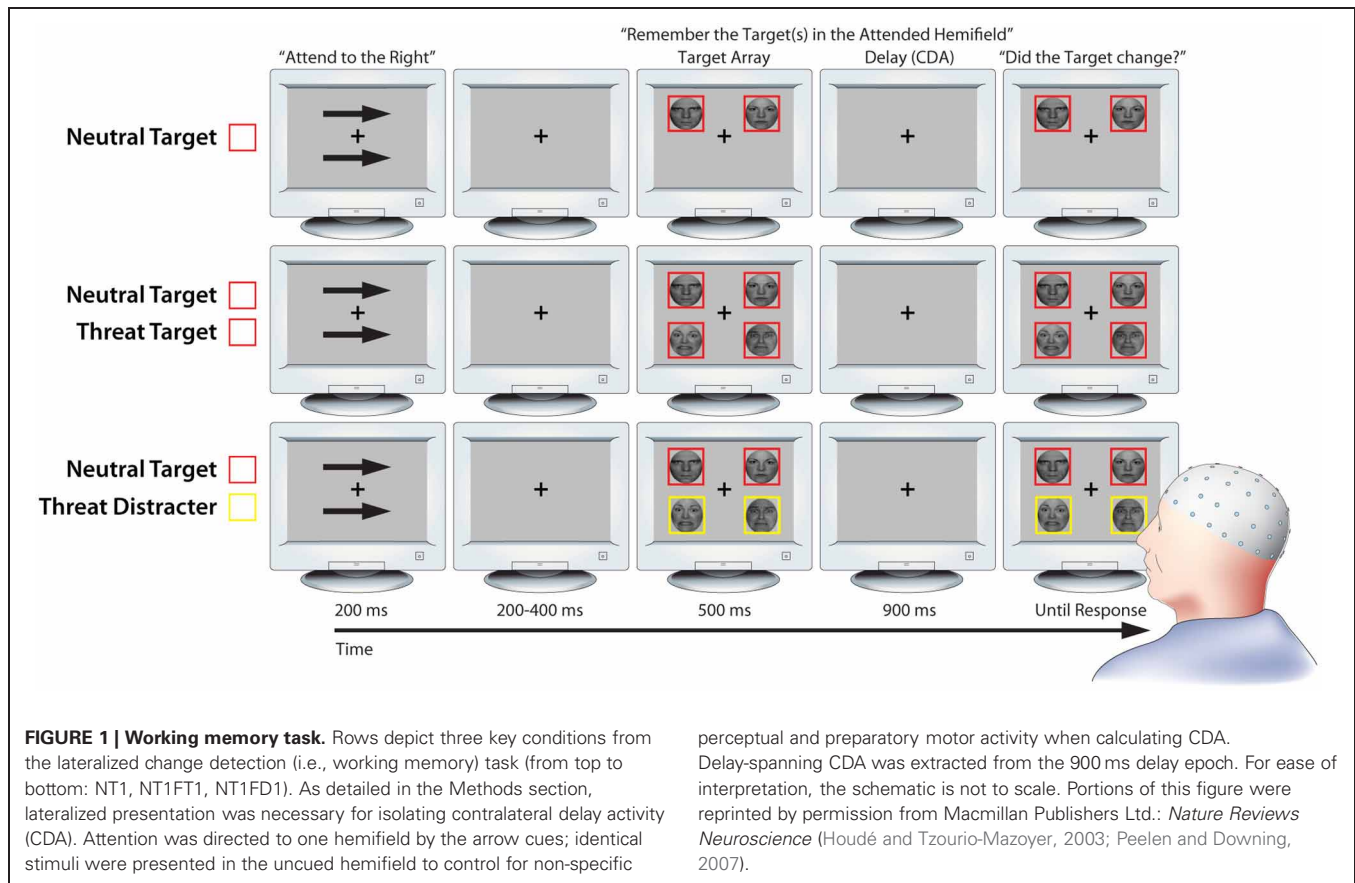 “Remember the Target(s) in the Attended Hemifield”
“Attend to the Right”
Target Array
Delay (CDA)
“Did the Target change?”
Neutral Target
Neutral Target
Threat Target
Neutral Target
Threat Distracter
200 ms
200-400 ms
500 ms
900 ms
Until Response
Time
FIGURE 1 | Working memory task. Rows depict three key conditions from
the lateralized change detection (i.e., working memory) task (from top to
bottom: NT1, NT1FT1, NT1FD1). As detailed in the Methods section,
lateralized presentation was necessary for isolating contralateral delay activity
(CDA). Attention was directed to one hemifield by the arrow cues; identical
stimuli were presented in the uncued hemifield to control for non-specific
perceptual and preparatory motor activity when calculating CDA.
Delay-spanning CDA was extracted from the 900 ms delay epoch. For ease of
interpretation, the schematic is not to scale. Portions of this figure were
reprinted by permission from Macmillan Publishers Ltd.: Nature Reviews
Neuroscience (Houdé and Tzourio-Mazoyer, 2003; Peelen and Downing,
2007).